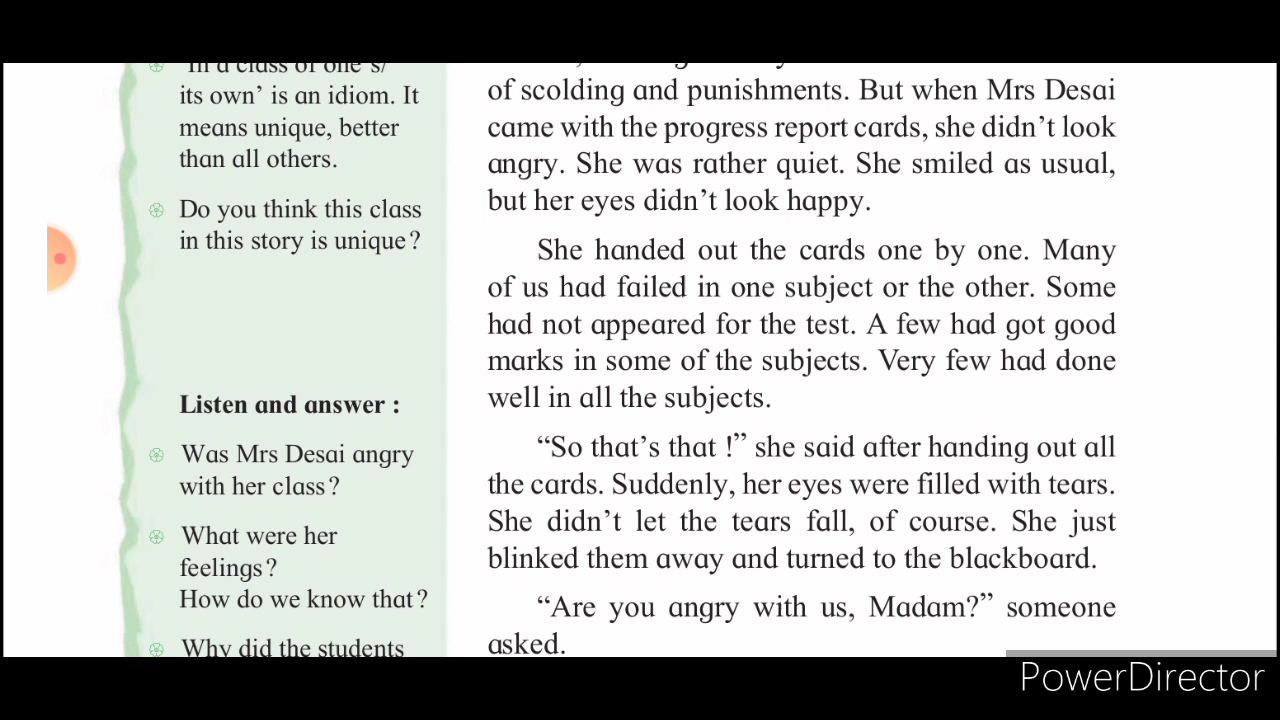 'In a class of one's/
its own' is an idiom. It
means unique, better
than all others.
Do you think this class
in this story is unique?
Listen and answer :
Was Mrs Desai angry
with her class?
What were her
feelings?
How do we know that?
Why did the students
of scolding and punishments. But when Mrs Desai
came with the progress report cards, she didn't look
angry. She was rather quiet. She smiled as usual,
but her eyes didn't look happy.
She handed out the cards one by one. Many
of us had failed in one subject or the other. Some
had not appeared for the test. A few had got good
marks in some of the subjects. Very few had done
well in all the subjects.
“So that's that !” she said after handing out all
the cards. Suddenly, her eyes were filled with tears.
She didn't let the tears fall, of course. She just
blinked them away and turned to the blackboard.
“Are you angry with us, Madam?” someone
asked.
PowerDirector